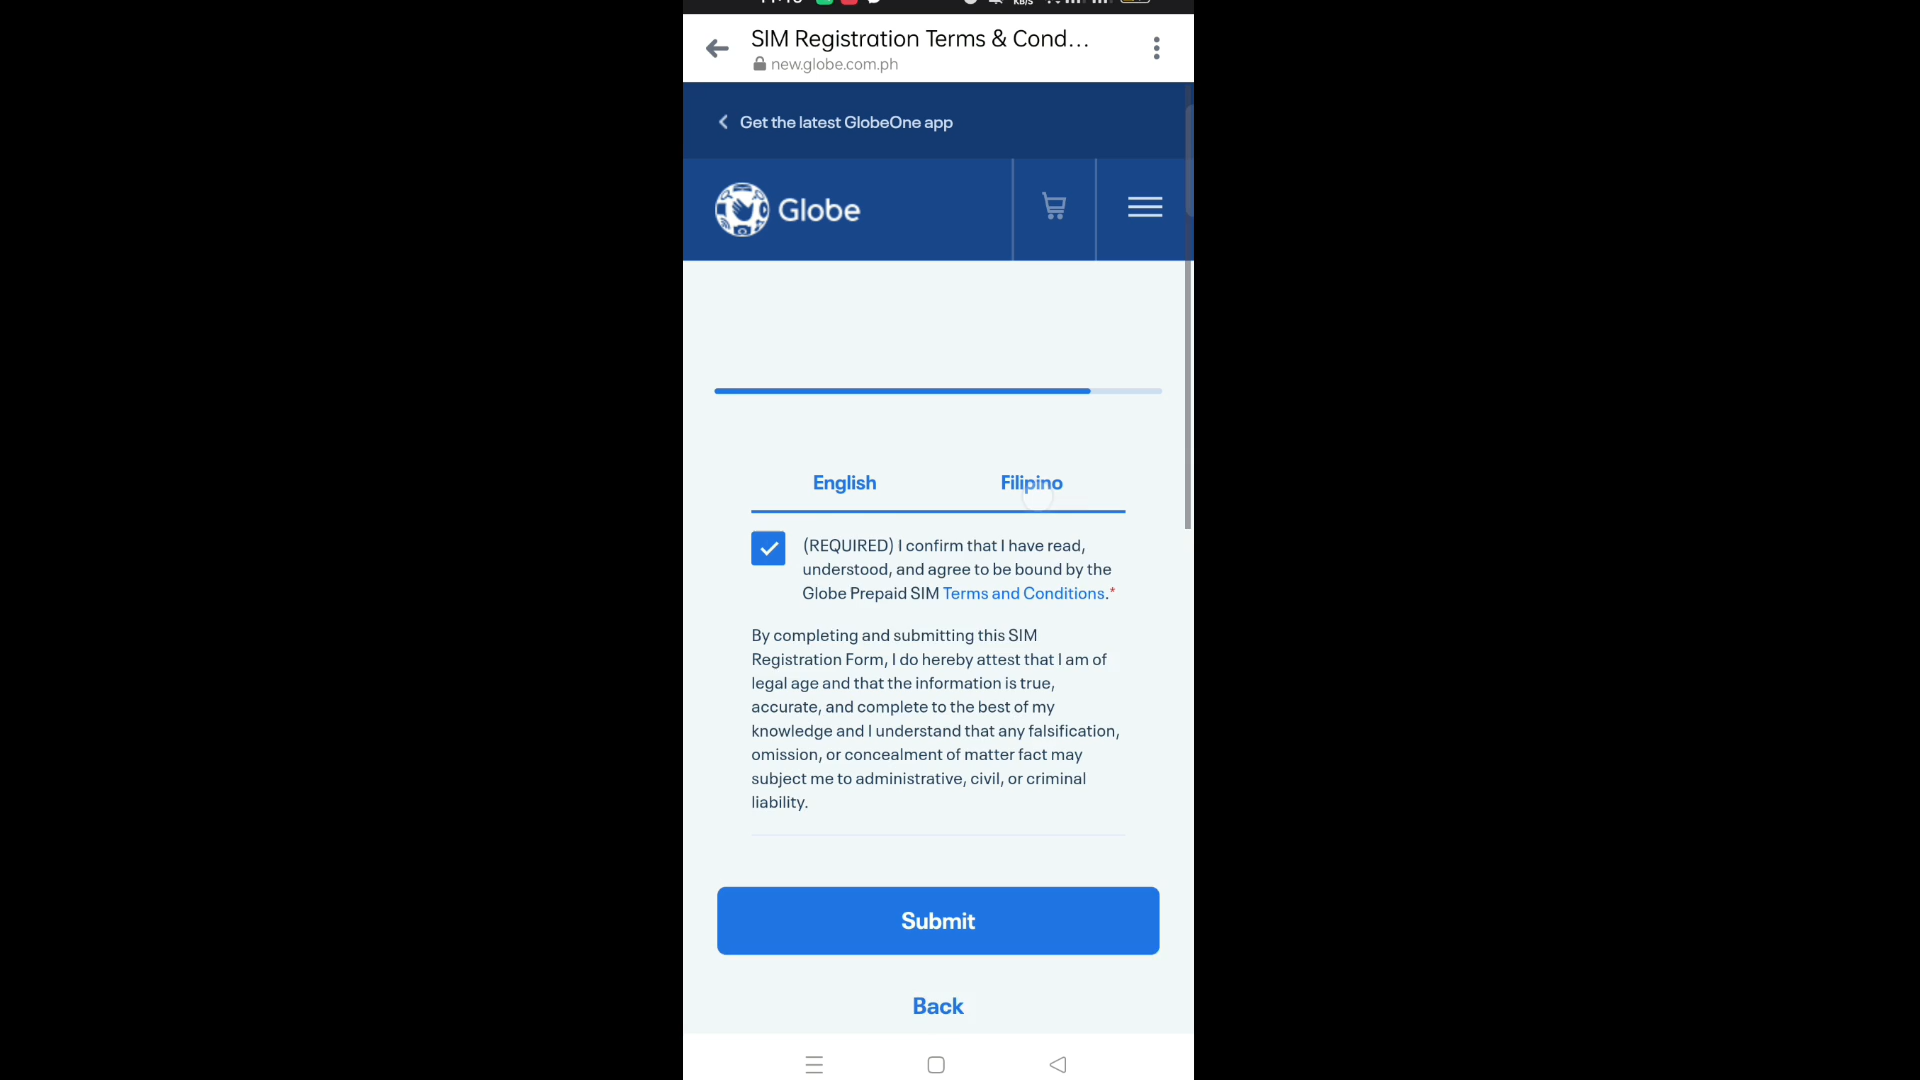 SIM Registration Terms & Cond...
new.globe.com.ph
Get the latest GlobeOne app
Globe
English
Filipino
(REQUIRED) I confirm that I have read,
understood, and agree to be bound by the
Globe Prepaid SIM Terms and Conditions.*
By completing and submitting this SIM
Registration Form, I do hereby attest that I am of
legal age and that the information is true,
accurate, and complete to the best of my
knowledge and I understand that any falsification,
omission, or concealment of matter fact may
subject me to administrative, civil, or criminal
liability.
Submit
Back